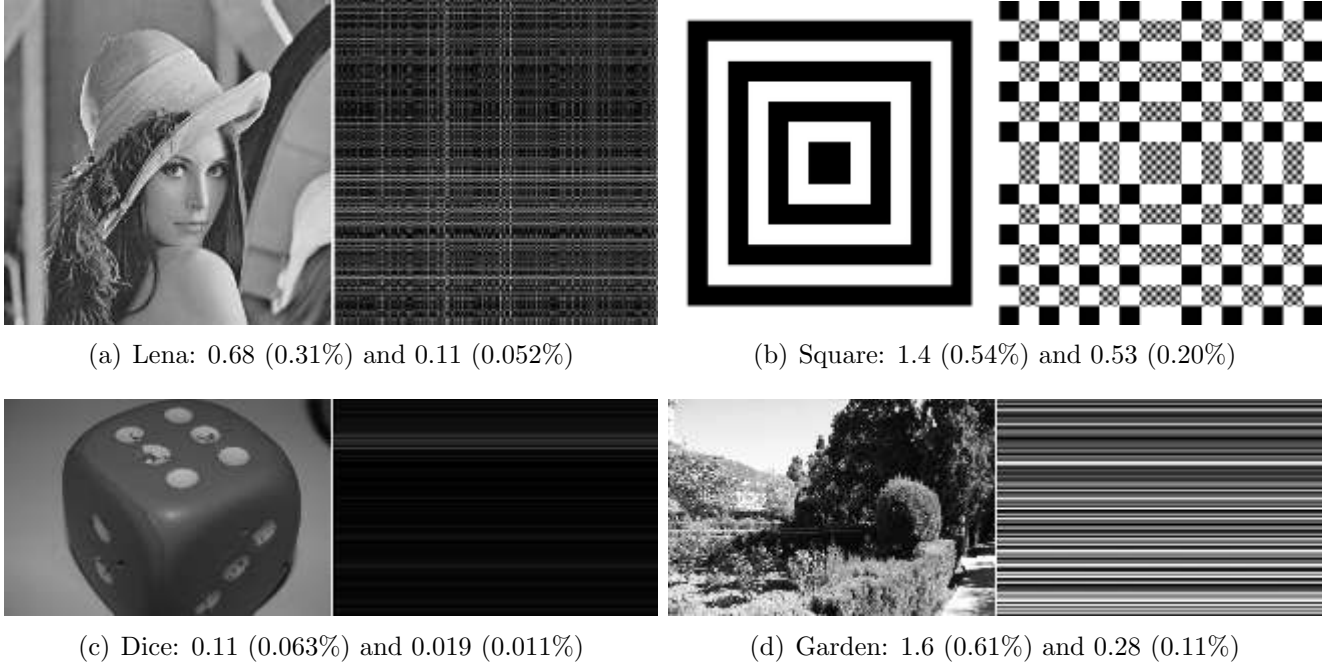 (a) Lena: 0.68 (0.31%) and 0.11 (0.052%)
(b) Square: 1.4 (0.54%) and 0.53 (0.20%)
(c) Dice: 0.11 (0.063%) and 0.019 (0.011%)
(d) Garden: 1.6 (0.61%) and 0.28 (0.11%)